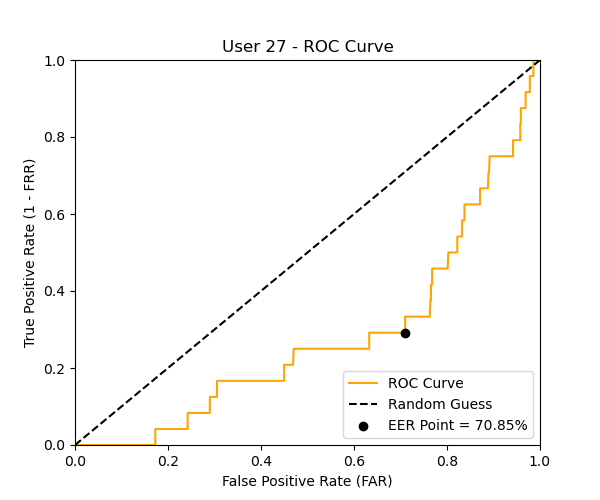 User 27 - ROC Curve
True Positive Rate (1 - FRR)
1.0
0.8
0.6
0.4
0.2
0.0
ROC Curve
Random Guess
EER Point = 70.85%
0.0 0.2 0.4 0.6 0.8 1.0
False Positive Rate (FAR)